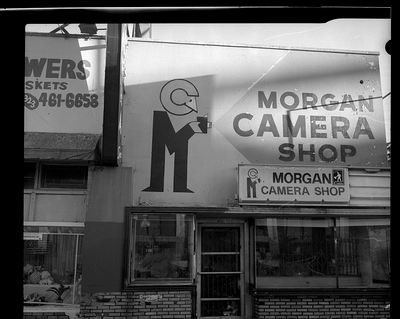 WERS
SKETS
461-6658
MORGAN
CAMERA
SHOP
MORGAN
CAMERA SHOP